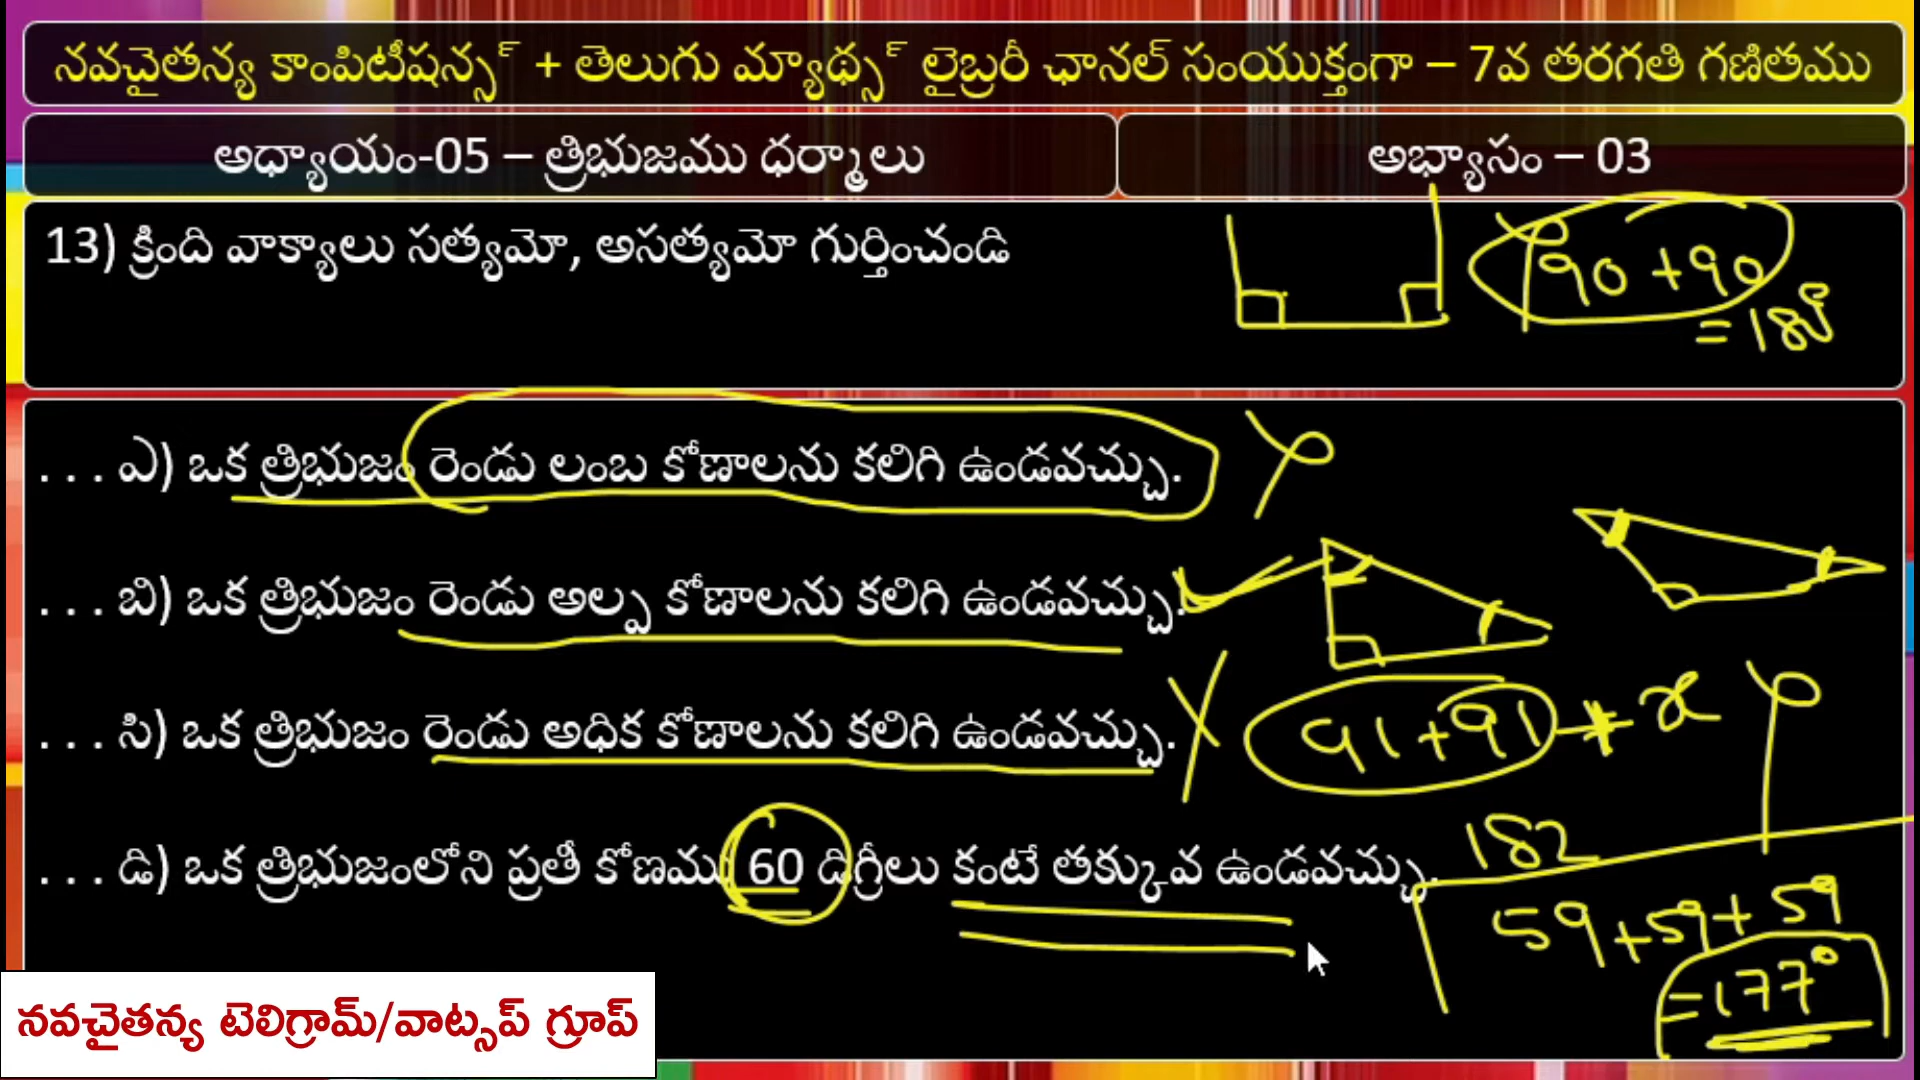 నవచైతన్య కాంపిటీషన్స్ + తెలుగు మ్యాథ్స్ లైబ్రరీ ఛానల్ సంయుక్తంగా – 7వ తరగతి గణితము
అధ్యాయం-05 – త్రిభుజము ధర్మాలు
అభ్యాసం – 03
13) క్రింది వాక్యాలు సత్యమో, అసత్యమో గుర్తించండి
90 + 90
= 180
. . . ఎ) ఒక త్రిభుజం రెండు లంబ కోణాలను కలిగి ఉండవచ్చు.
. . . బి) ఒక త్రిభుజం రెండు అల్ప కోణాలను కలిగి ఉండవచ్చు.
. . . సి) ఒక త్రిభుజం రెండు అధిక కోణాలను కలిగి ఉండవచ్చు.
91 + 91 + x
182
. . . డి) ఒక త్రిభుజంలోని ప్రతీ కోణము 60 డిగ్రీలు కంటే తక్కువ ఉండవచ్చు.
59 + 59 + 59
= 177°
నవచైతన్య టెలిగ్రామ్/వాట్సప్ గ్రూప్